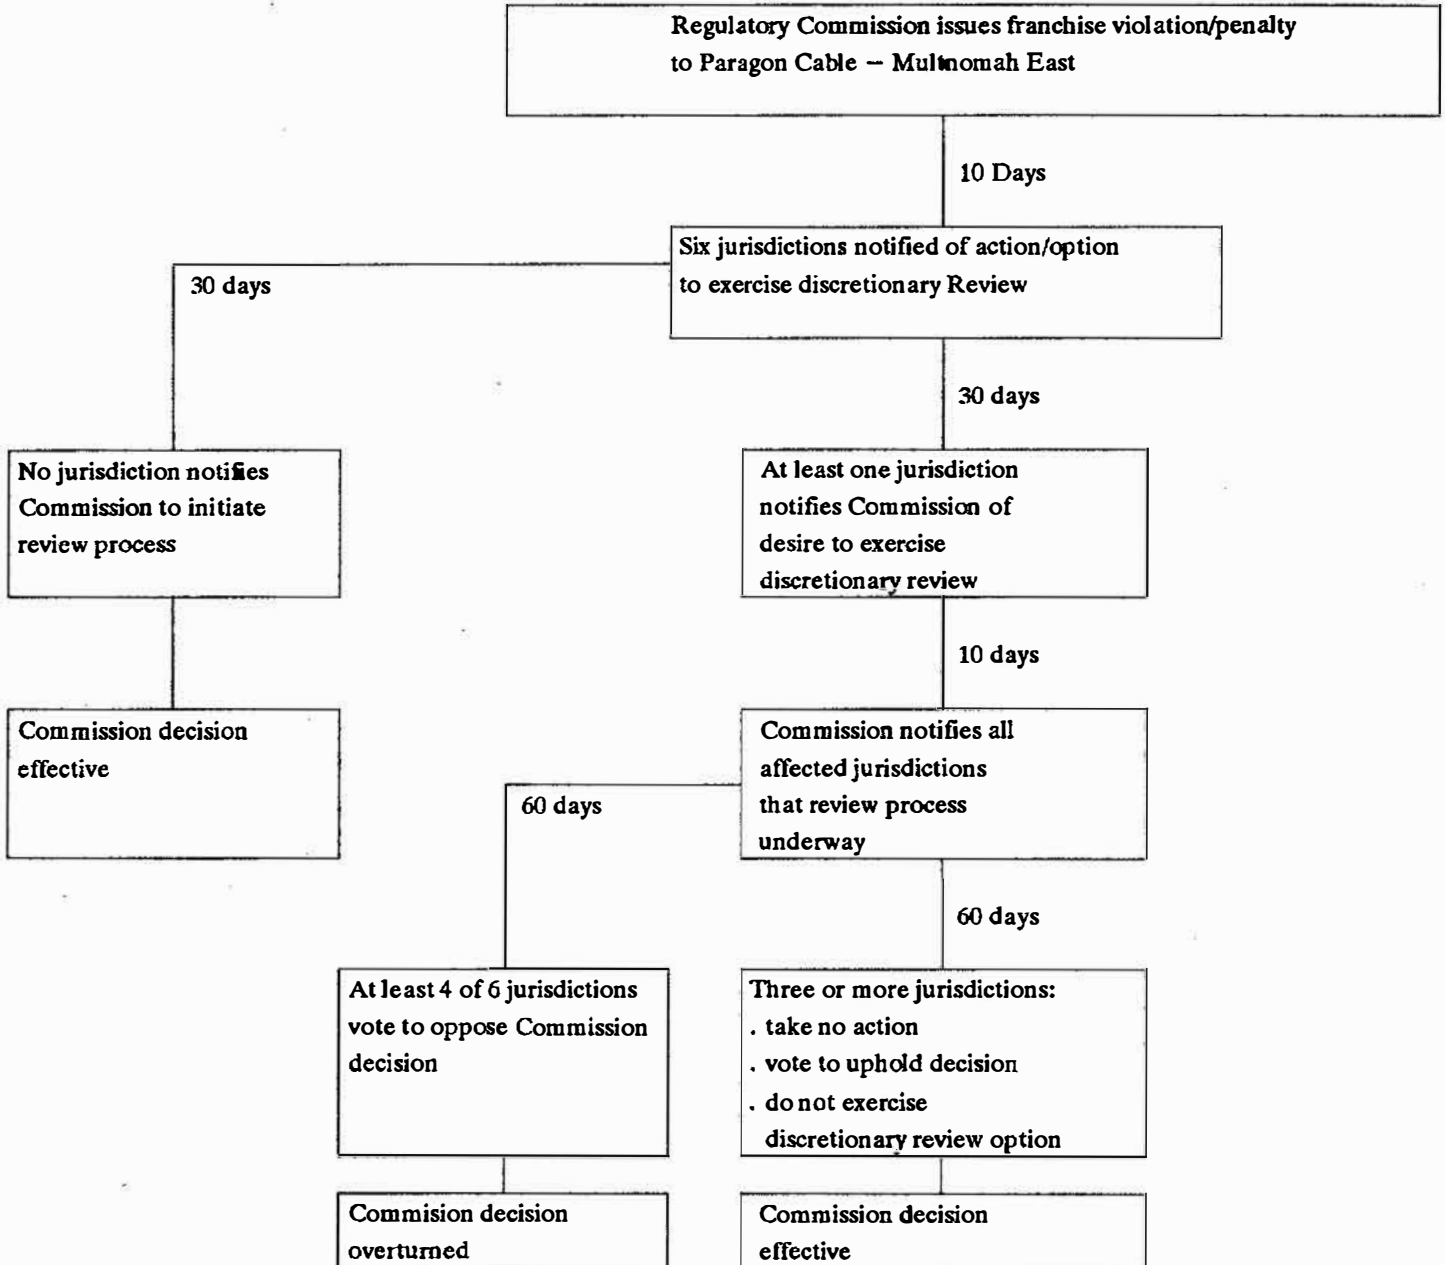 Regulatory Commission issues franchise violation/penalty
to Paragon Cable — Multnomah East
10 Days
Six jurisdictions notified of action/option
to exercise discretionary Review
30 days
30 days
No jurisdiction notifies
Commission to initiate
review process
At least one jurisdiction
notifies Commission of
desire to exercise
discretionary review
10 days
Commission decision
effective
Commission notifies all
affected jurisdictions
that review process
underway
60 days
60 days
At least 4 of 6 jurisdictions
vote to oppose Commission
decision
Three or more jurisdictions:
. take no action
. vote to uphold decision
. do not exercise
discretionary review option
Commision decision
overturned
Commission decision
effective